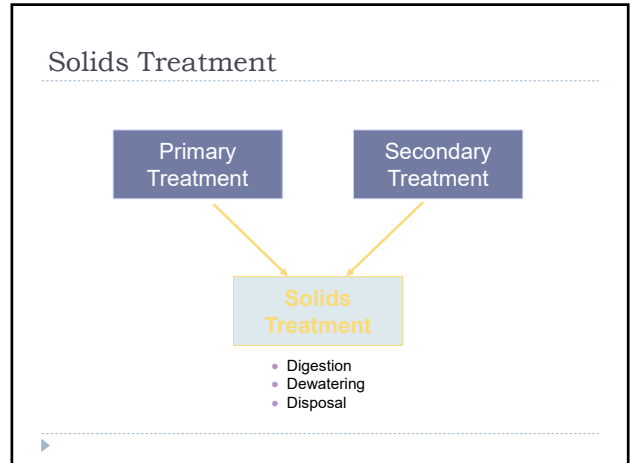 Solids Treatment
Primary
Treatment
Secondary
Treatment
Solids
Treatment
• Digestion
• Dewatering
• Disposal